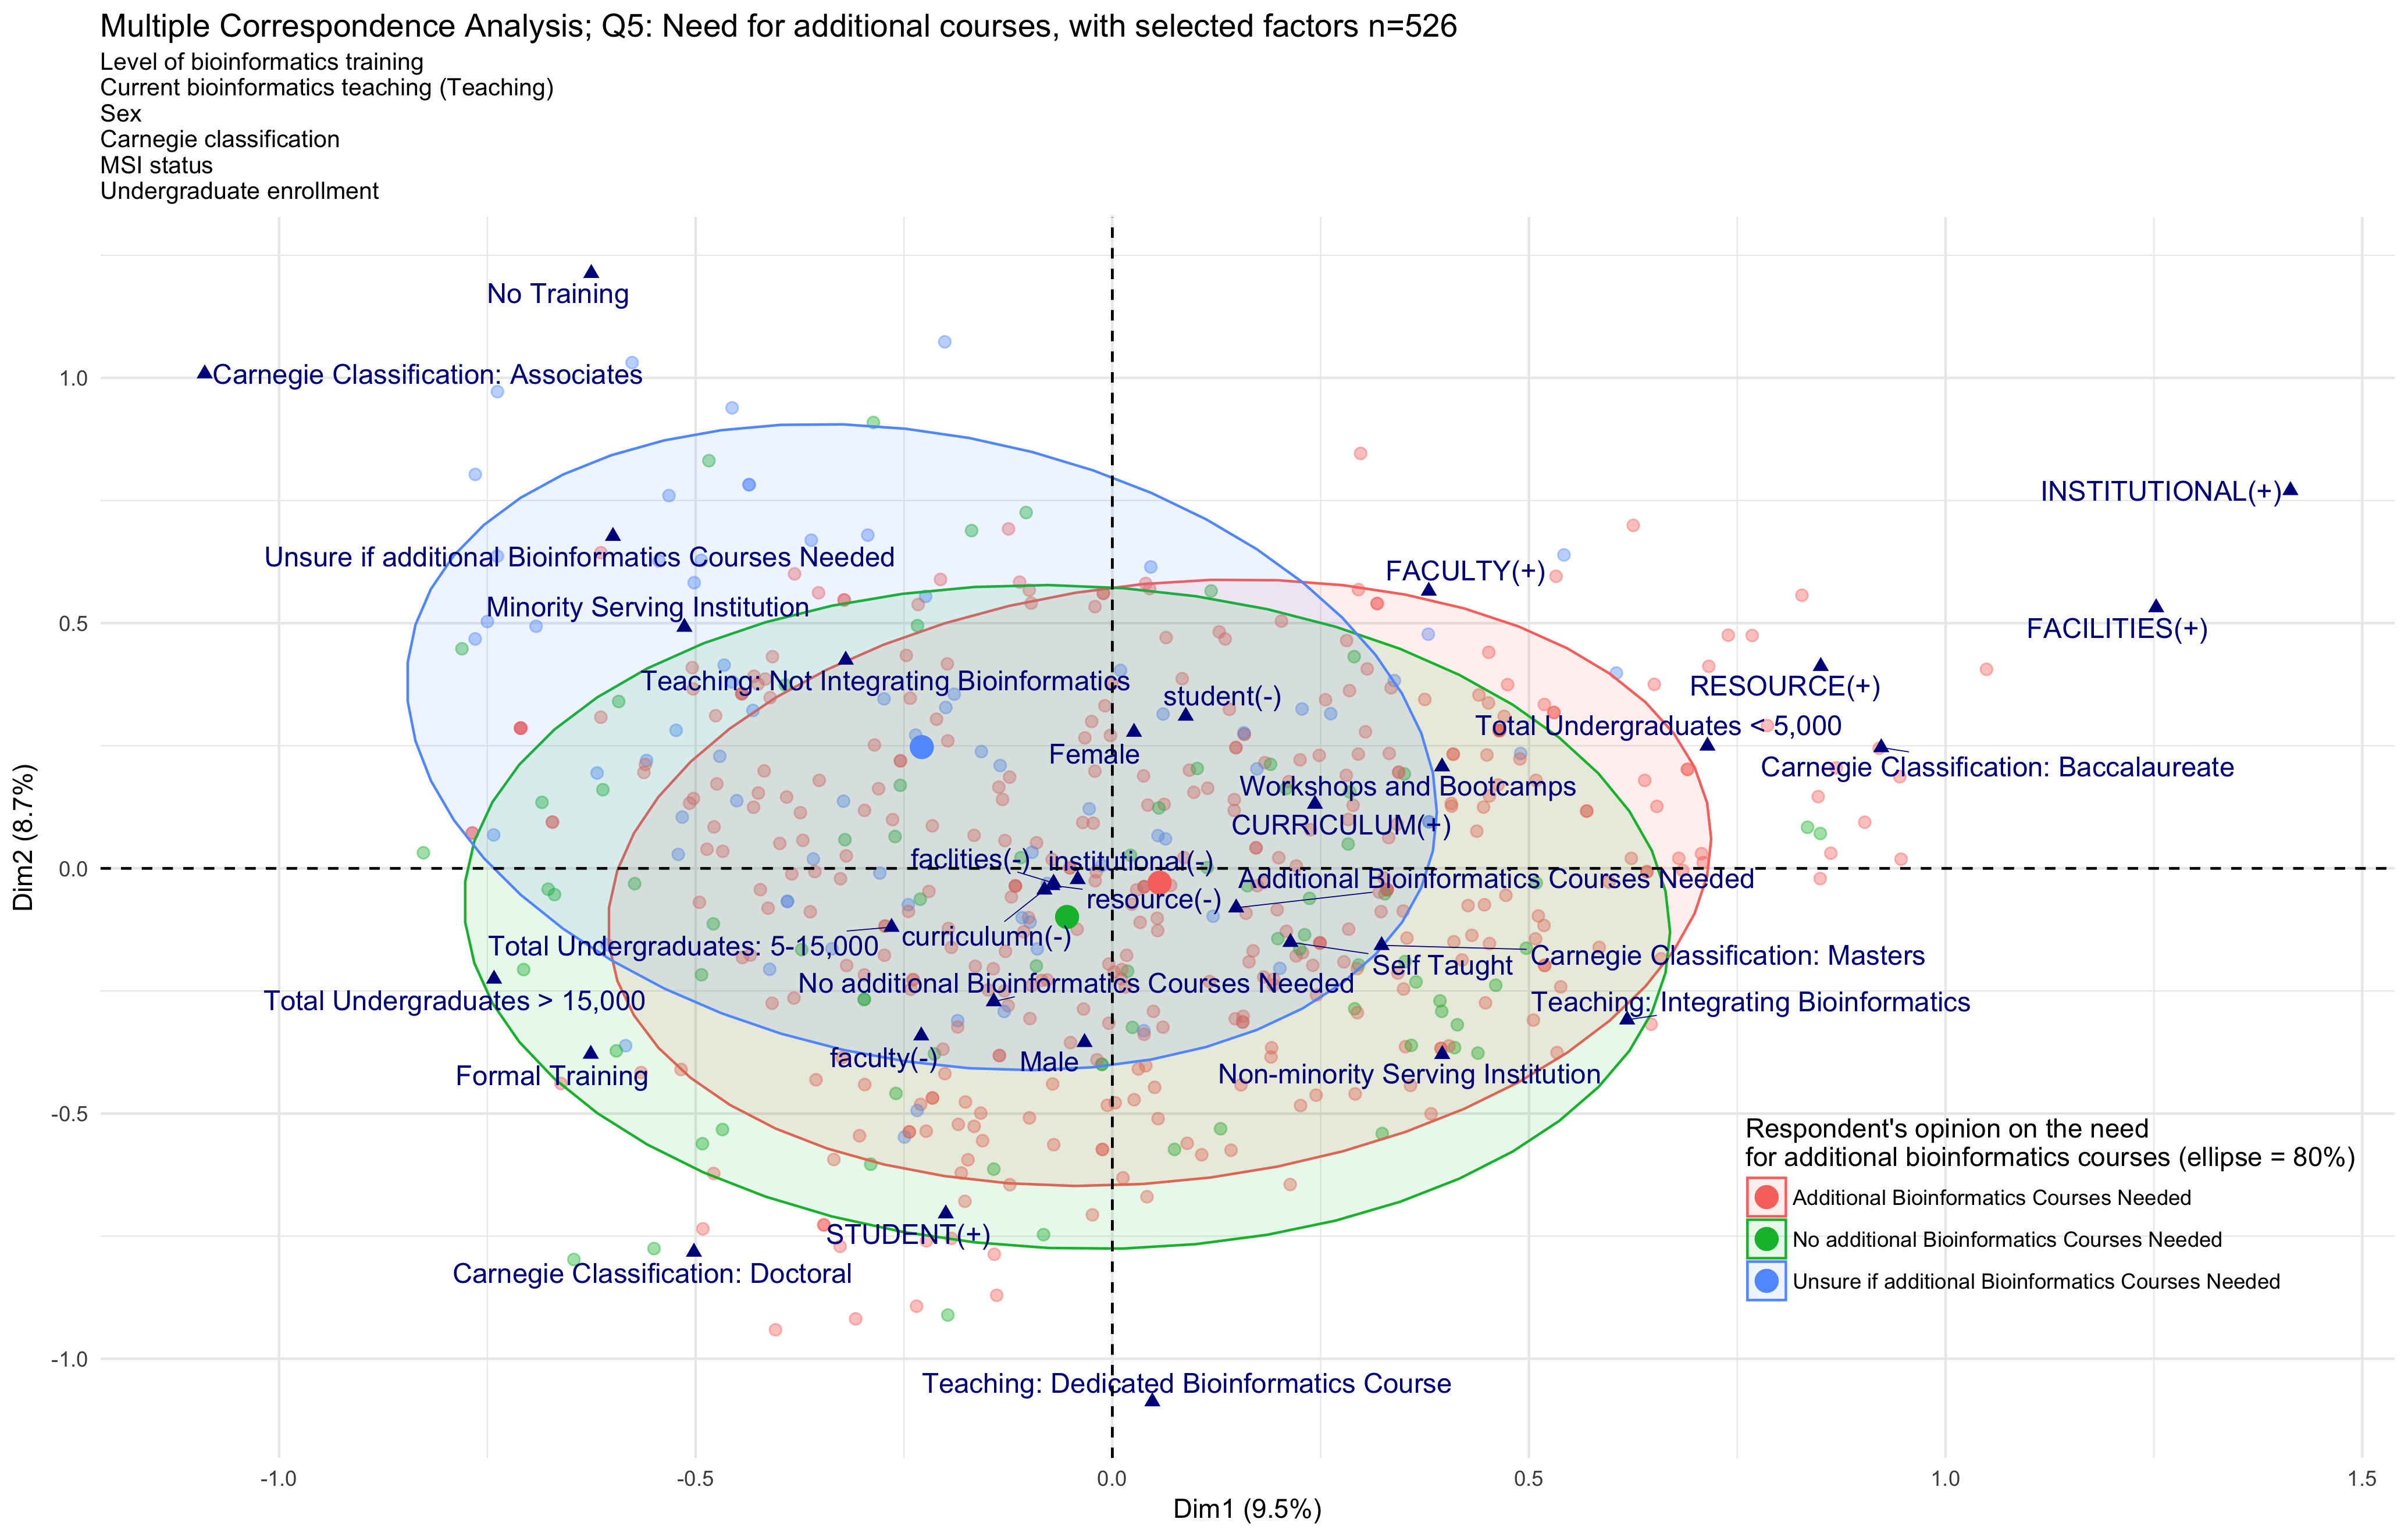 Multiple Correspondence Analysis; Q5: Need for additional courses, with selected factors n=526
Level of bioinformatics training
Current bioinformatics teaching (Teaching)
Sex
Carnegie classification
MSI status
Undergraduate enrollment
No Training
Carnegie Classification: Associates
INSTITUTIONAL(+)
Unsure if additional Bioinformatics Courses Needed
FACULTY(+)
Minority Serving Institution
FACILITIES(+)
Teaching: Not Integrating Bioinformatics
RESOURCE(+)
student(-)
Total Undergraduates < 5,000
Female
Carnegie Classification: Baccalaureate
Workshops and Bootcamps
CURRICULUM(+)
faclities(-)
institutional(-)
Additional Bioinformatics Courses Needed
resource(-)
curriculumn(-)
Total Undergraduates: 5-15,000
Carnegie Classification: Masters
Self Taught
No additional Bioinformatics Courses Needed
Total Undergraduates > 15,000
Teaching: Integrating Bioinformatics
faculty(-)
Male
Formal Training
Non-minority Serving Institution
STUDENT(+)
Carnegie Classification: Doctoral
Teaching: Dedicated Bioinformatics Course
Respondent's opinion on the need
for additional bioinformatics courses (ellipse = 80%)
Additional Bioinformatics Courses Needed
No additional Bioinformatics Courses Needed
Unsure if additional Bioinformatics Courses Needed
1.0
0.5
0.0
-0.5
-1.0
Dim2 (8.7%)
-1.0
-0.5
0.0
0.5
1.0
1.5
Dim1 (9.5%)